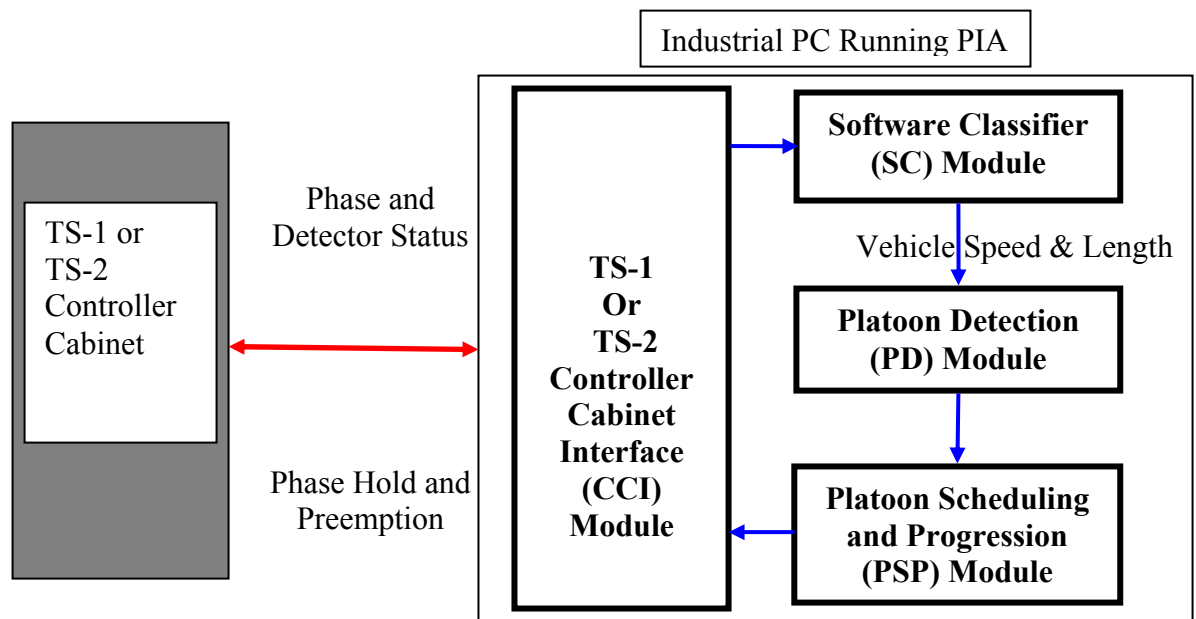 Industrial PC Running PIA
TS-1 or
TS-2
Controller
Cabinet
Phase and
Detector Status
Phase Hold and
Preemption
TS-1
Or
TS-2
Controller
Cabinet
Interface
(CCI)
Module
Software Classifier
(SC) Module
Vehicle Speed & Length
Platoon Detection
(PD) Module
Platoon Scheduling
and Progression
(PSP) Module